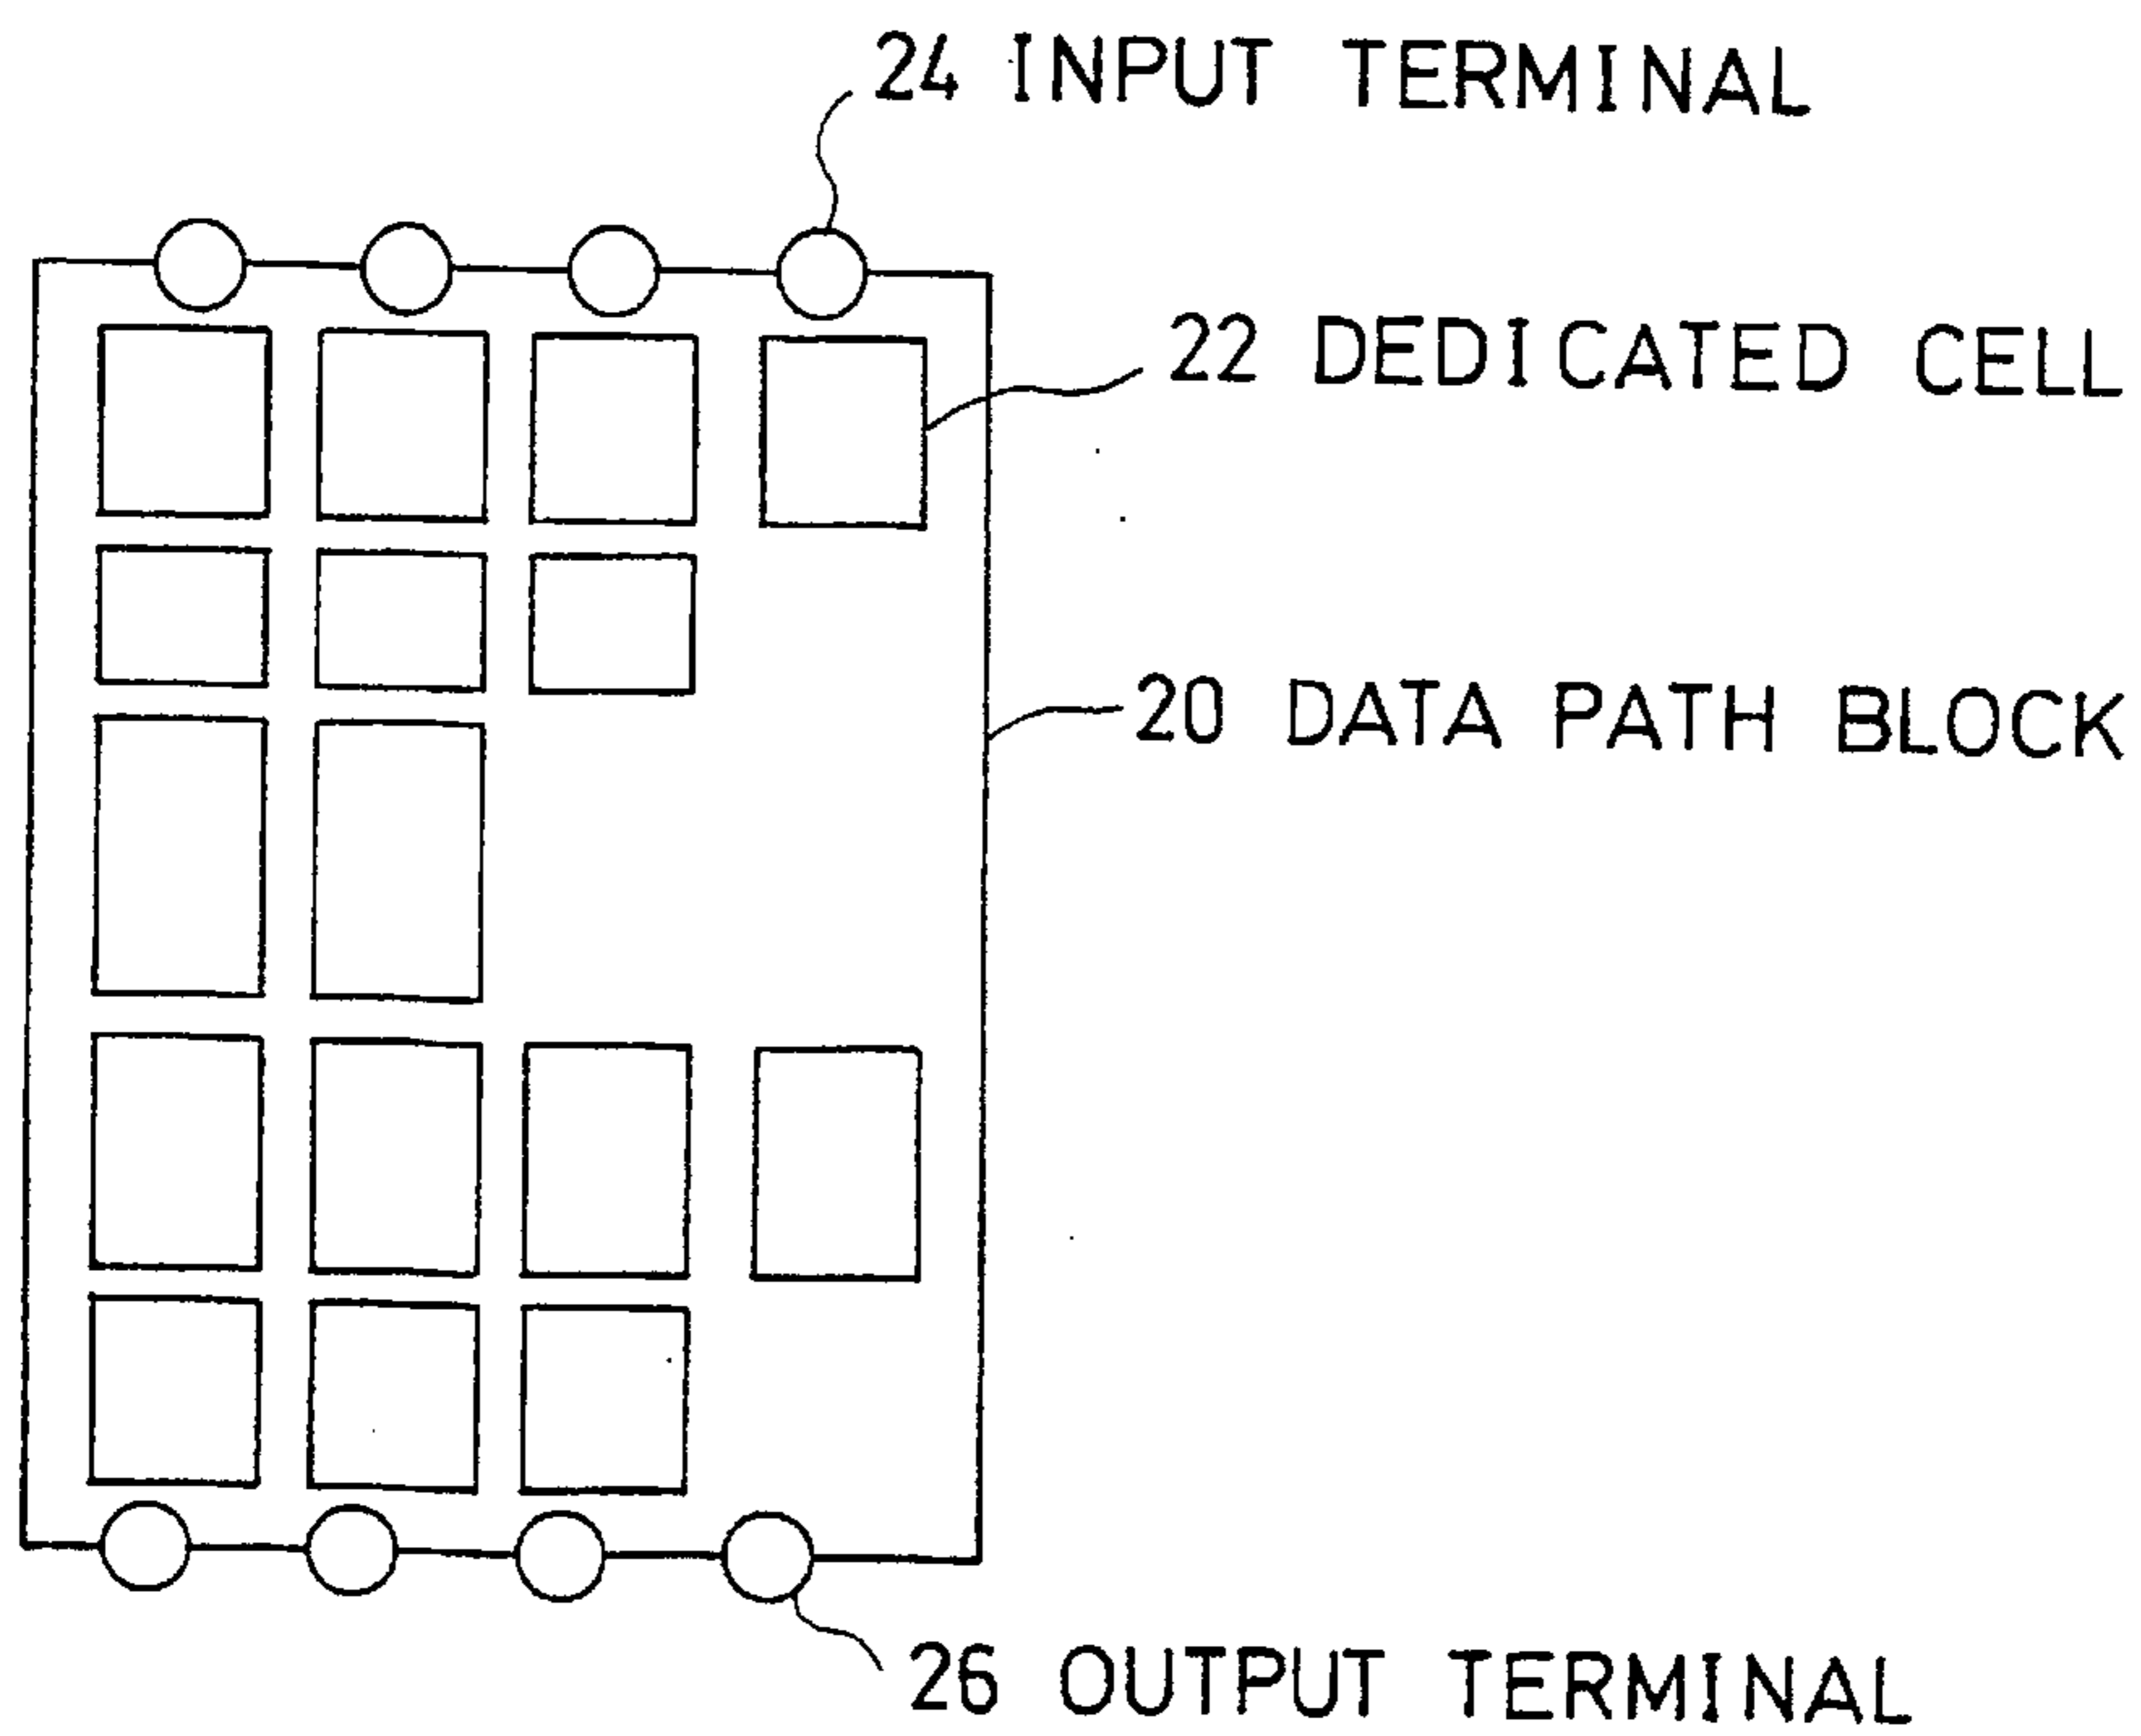 24 INPUT TERMINAL
22 DEDICATED CELL
20 DATA PATH BLOCK
26 OUTPUT TERMINAL